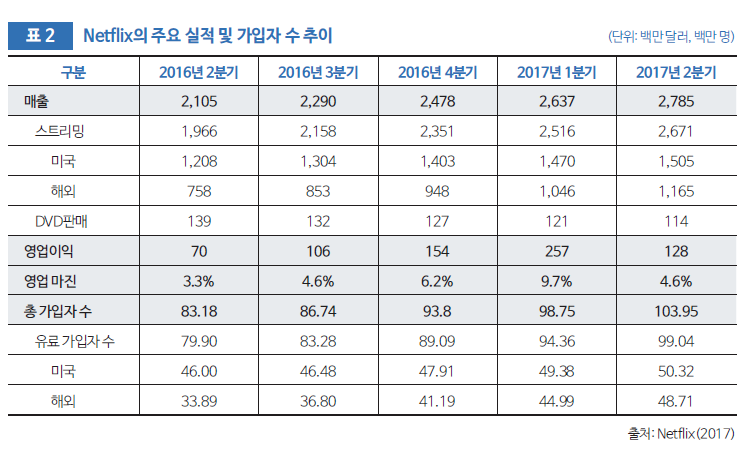 표 2 Netflix의 주요 실적 및 가입자 수 추이 (단위: 백만 달러, 백만 명)
구분 2016년 2분기 2016년 3분기 2016년 4분기 2017년 1분기 2017년 2분기
매출 2,105 2,290 2,478 2,637 2,785
스트리밍 1,966 2,158 2,351 2,516 2,671
미국 1,208 1,304 1,403 1,470 1,505
해외 758 853 948 1,046 1,165
DVD판매 139 132 127 121 114
영업이익 70 106 154 257 128
영업 마진 3.3% 4.6% 6.2% 9.7% 4.6%
총 가입자 수 83.18 86.74 93.8 98.75 103.95
유료 가입자 수 79.90 83.28 89.09 94.36 99.04
미국 46.00 46.48 47.91 49.38 50.32
해외 33.89 36.80 41.19 44.99 48.71
출처: Netflix(2017)